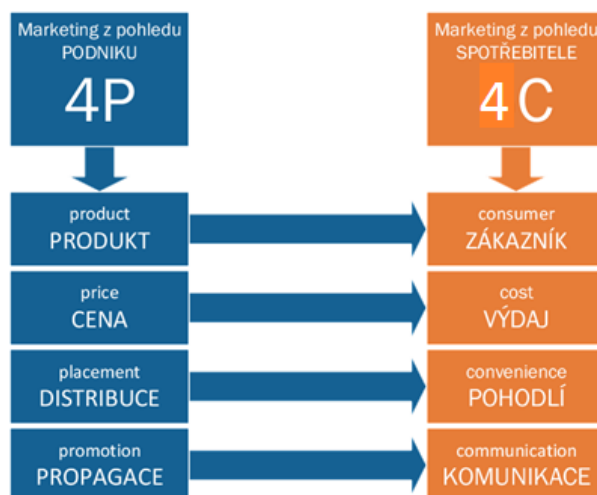 Marketing z pohledu
PODNIKU
4P
Marketing z pohledu
SPOTŘEBITELE
4 C
product
PRODUKT
consumer
ZÁKAZNÍK
price
CENA
cost
VÝDAJ
placement
DISTRIBUCE
convenience
POHODLÍ
promotion
PROPAGACE
communication
KOMUNIKACE